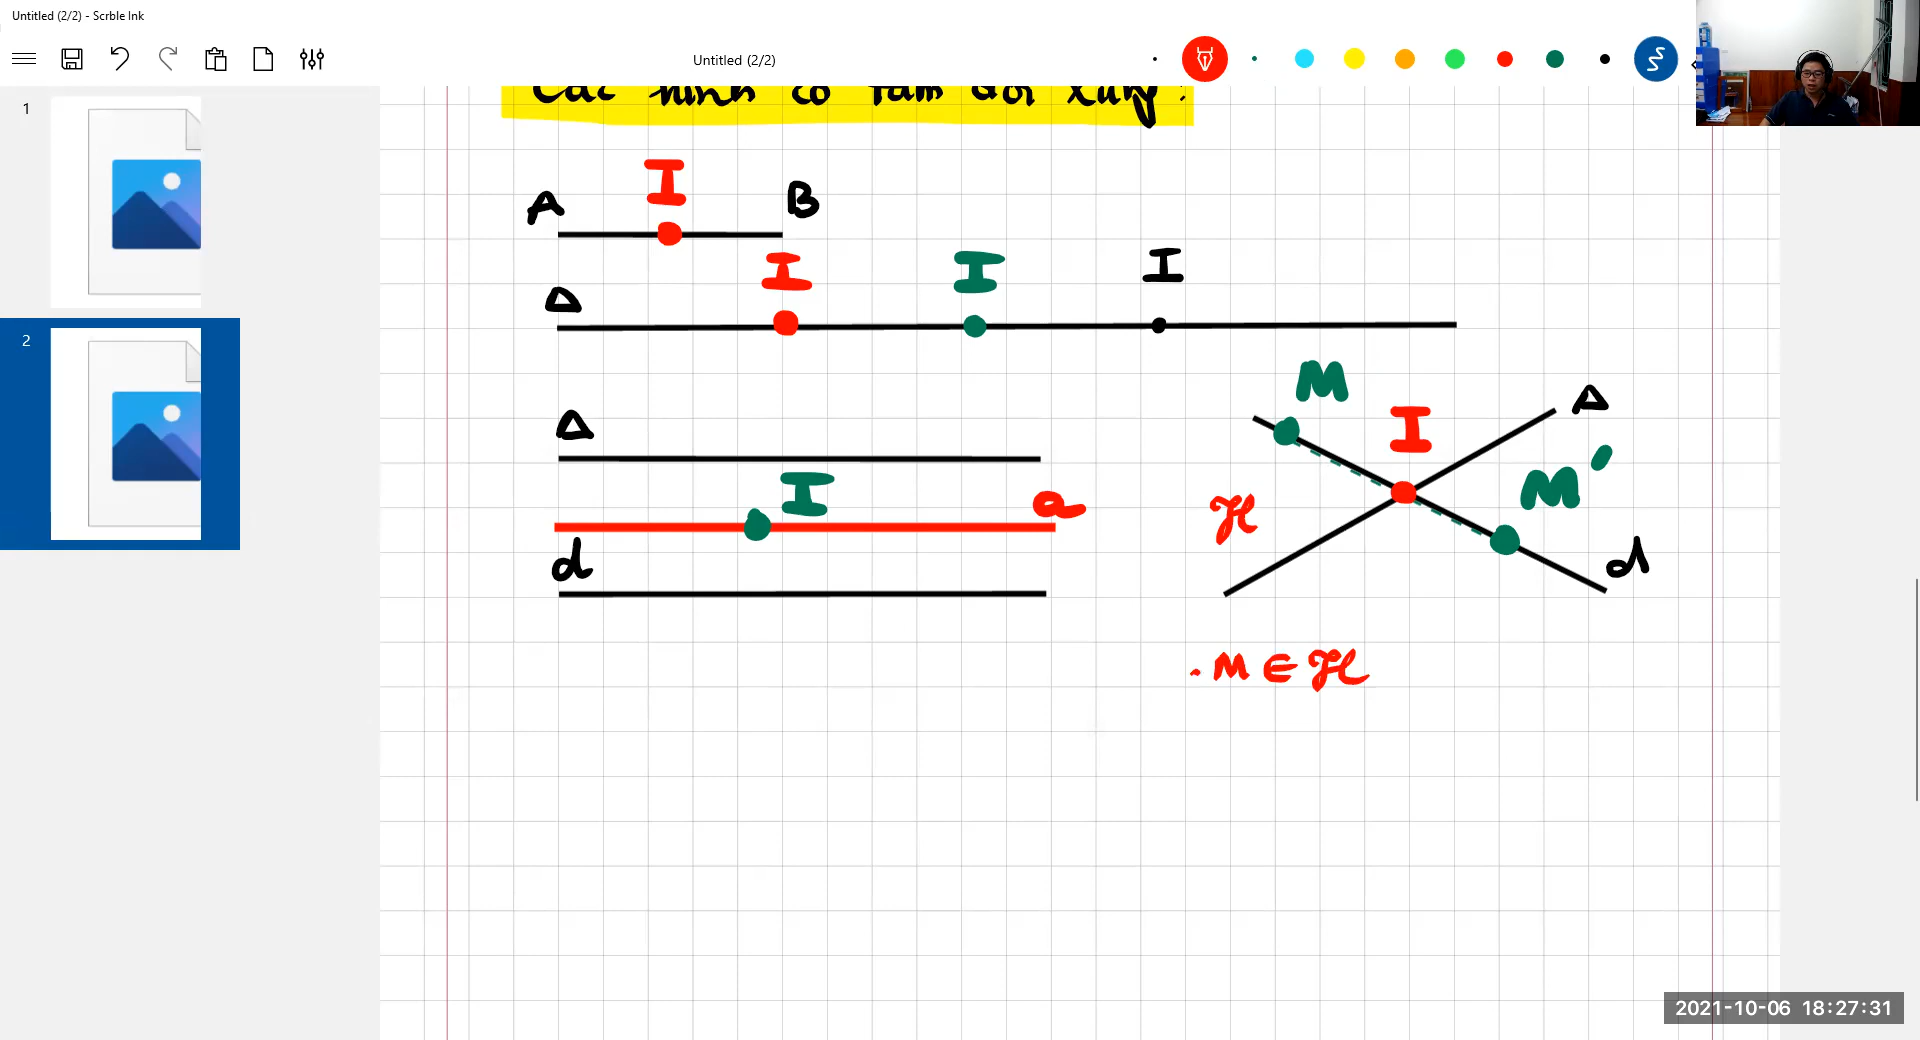 Untitled (2/2) - Scrble Ink
Untitled (2/2)
1
2
Các hình có tâm đối xứng:
A I B
Δ I I I
Δ
I a
d
M I Δ
ℋ M' d
. M ∈ ℋ
2021-10-06 18:27:31